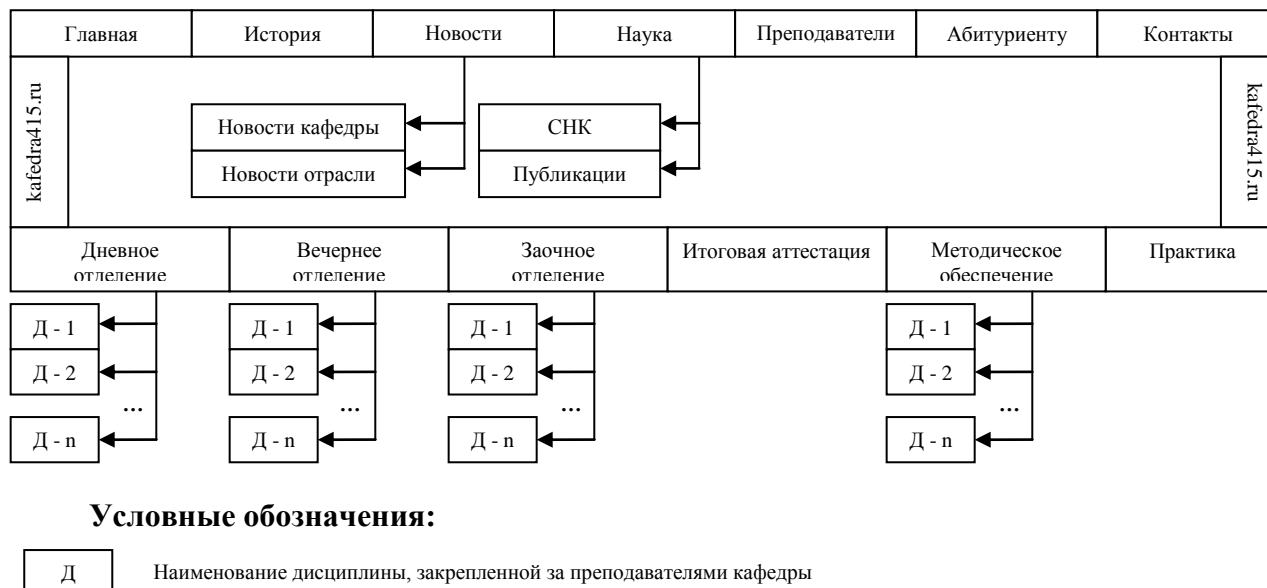 Главная История Новости Наука Преподаватели Абитуриенту Контакты
kafedra415.ru
kafedra415.ru
Новости кафедры СНК
Новости отрасли Публикации
Дневное Вечернее Заочное Итоговая аттестация Методическое Практика
отделение отделение отделение обеспечение
Д - 1 Д - 1 Д - 1 Д - 1
Д - 2 Д - 2 Д - 2 Д - 2
... ... ... ...
Д - n Д - n Д - n Д - n
Условные обозначения:
Д Наименование дисциплины, закрепленной за преподавателями кафедры